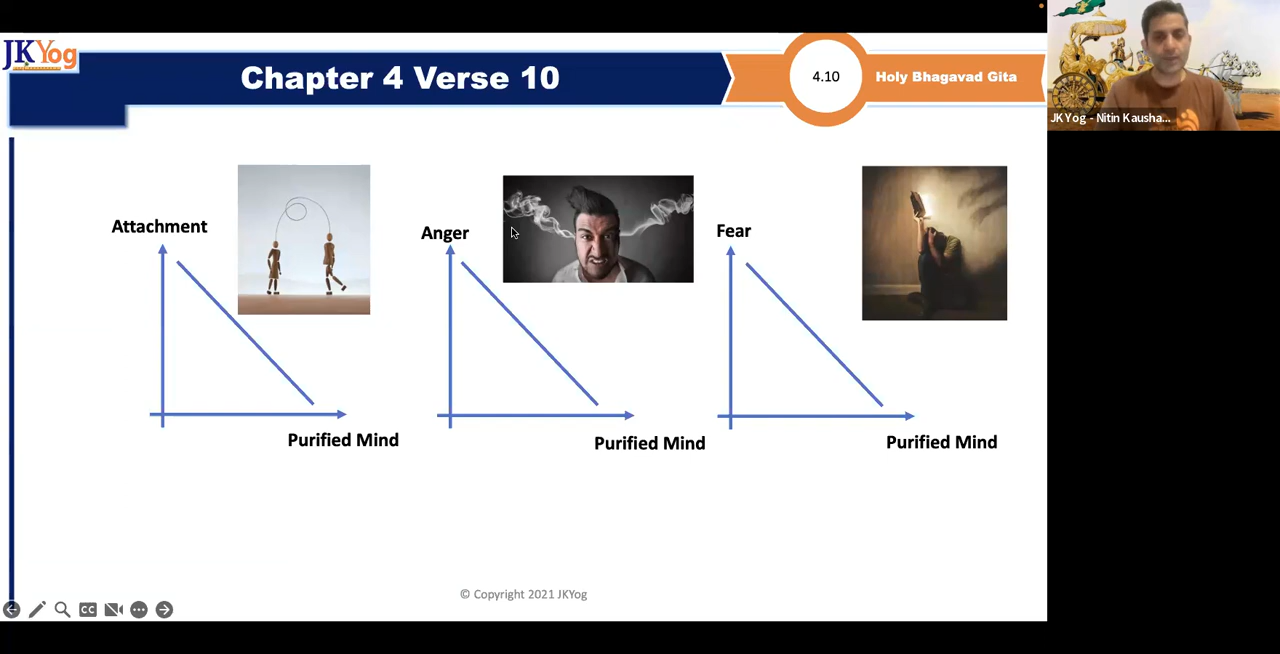 JKYog
Chapter 4 Verse 10
4.10
Holy Bhagavad Gita
JKYog - Nitin Kausha...
Attachment
Anger
Fear
Purified Mind
Purified Mind
Purified Mind
© Copyright 2021 JKYog
CC